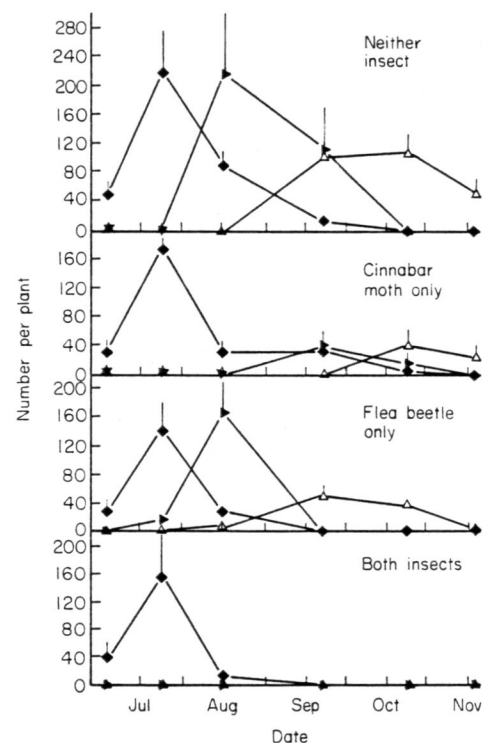 280
240
200
160
120
80
40
0
Neither
insect
160
120
80
40
0
Cinnabar
moth only
200
160
120
80
40
0
Flea beetle
only
200
160
120
80
40
0
Both insects
Number per plant
Jul Aug Sep Oct Nov
Date